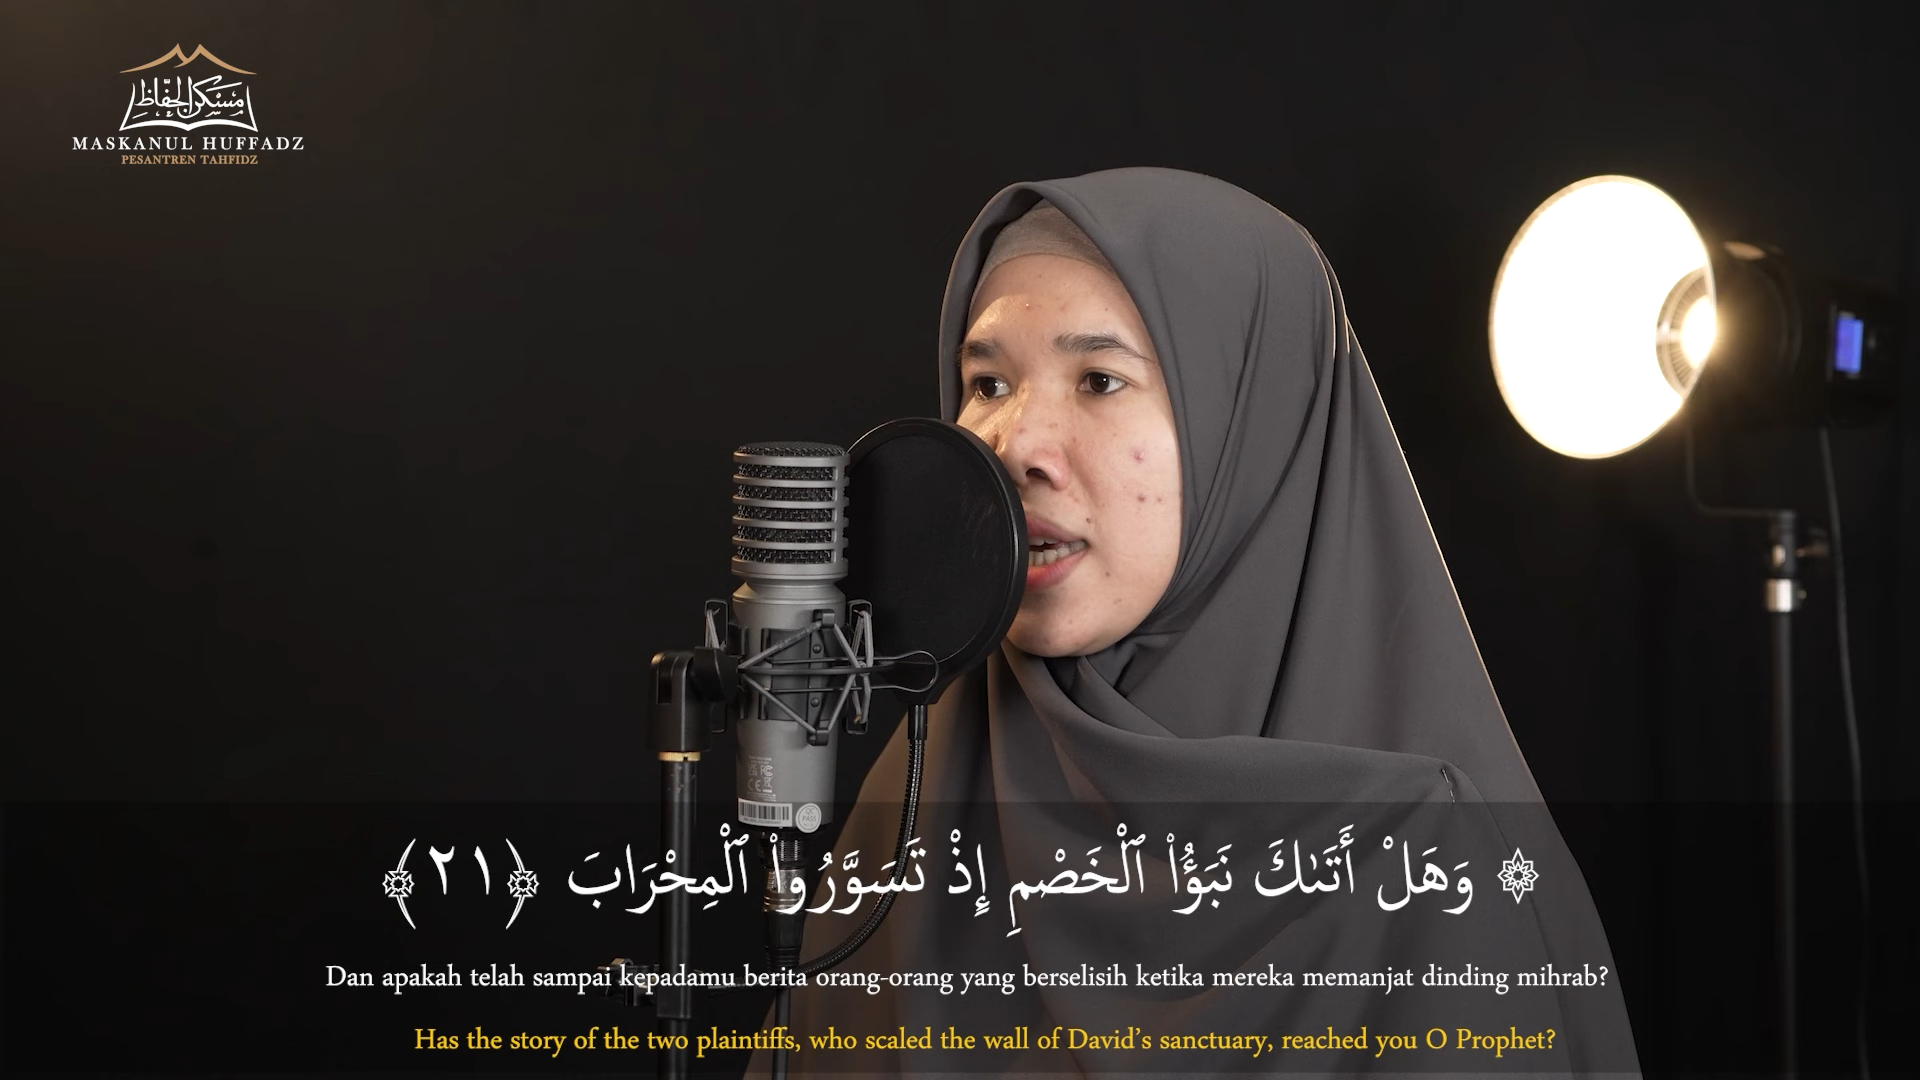 مسكن الحفاظ
MASKANUL HUFFADZ
PESANTREN TAHFIDZ
PASS
۞ وَهَلْ أَتَىٰكَ نَبَؤُا۟ ٱلْخَصْمِ إِذْ تَسَوَّرُوا۟ ٱلْمِحْرَابَ ﴿٢١﴾
Dan apakah telah sampai kepadamu berita orang-orang yang berselisih ketika mereka memanjat dinding mihrab?
Has the story of the two plaintiffs, who scaled the wall of David’s sanctuary, reached you O Prophet?